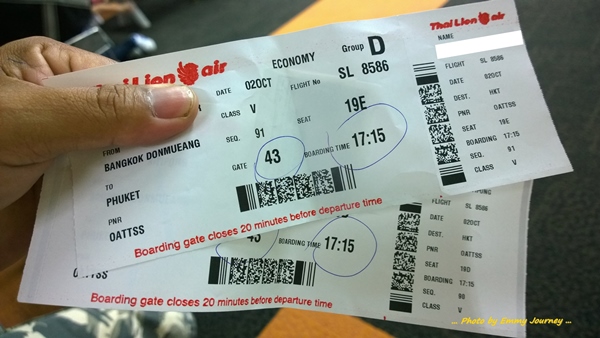 Thai Lion air
ECONOMY
Group D
DATE 02OCT
FLIGHT No SL 8586
CLASS V
SEAT 19E
SEQ. 91
FROM
BANGKOK DONMUEANG
GATE 43
BOARDING TIME 17:15
TO
PHUKET
PNR
OATTSS
Boarding gate closes 20 minutes before departure time
Thai Lion air
NAME
FLIGHT SL 8586
DATE 02OCT
DEST. HKT
PNR OATTSS
SEAT 19E
BOARDING 17:15
SEQ. 91
CLASS V
43
BOARDING TIME 17:15
OATTSS
Boarding gate closes 20 minutes before departure time
FLIGHT SL 8586
DATE 02OCT
DEST. HKT
PNR OATTSS
SEAT 19D
BOARDING 17:15
SEQ. 90
CLASS V
... Photo by Emmy Journey ...